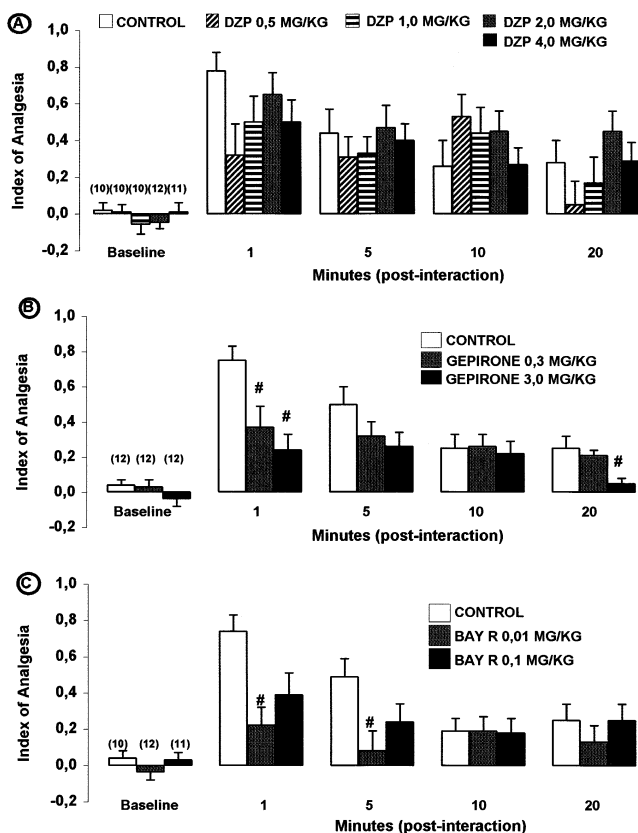 A
CONTROL DZP 0,5 MG/KG DZP 1,0 MG/KG DZP 2,0 MG/KG
DZP 4,0 MG/KG
Index of Analgesia
1,0
0,8
0,6
0,4
0,2
0,0
-0,2
(10)(10)(10)(12)(11)
Baseline 1 5 10 20
Minutes (post-interaction)
B
Index of Analgesia
1,0
0,8
0,6
0,4
0,2
0,0
-0,2
CONTROL
GEPIRONE 0,3 MG/KG
GEPIRONE 3,0 MG/KG
# # #
(12) (12) (12)
Baseline 1 5 10 20
Minutes (post-interaction)
C
Index of Analgesia
1,0
0,8
0,6
0,4
0,2
0,0
-0,2
CONTROL
BAY R 0,01 MG/KG
BAY R 0,1 MG/KG
# #
(10) (12) (11)
Baseline 1 5 10 20
Minutes (post-interaction)